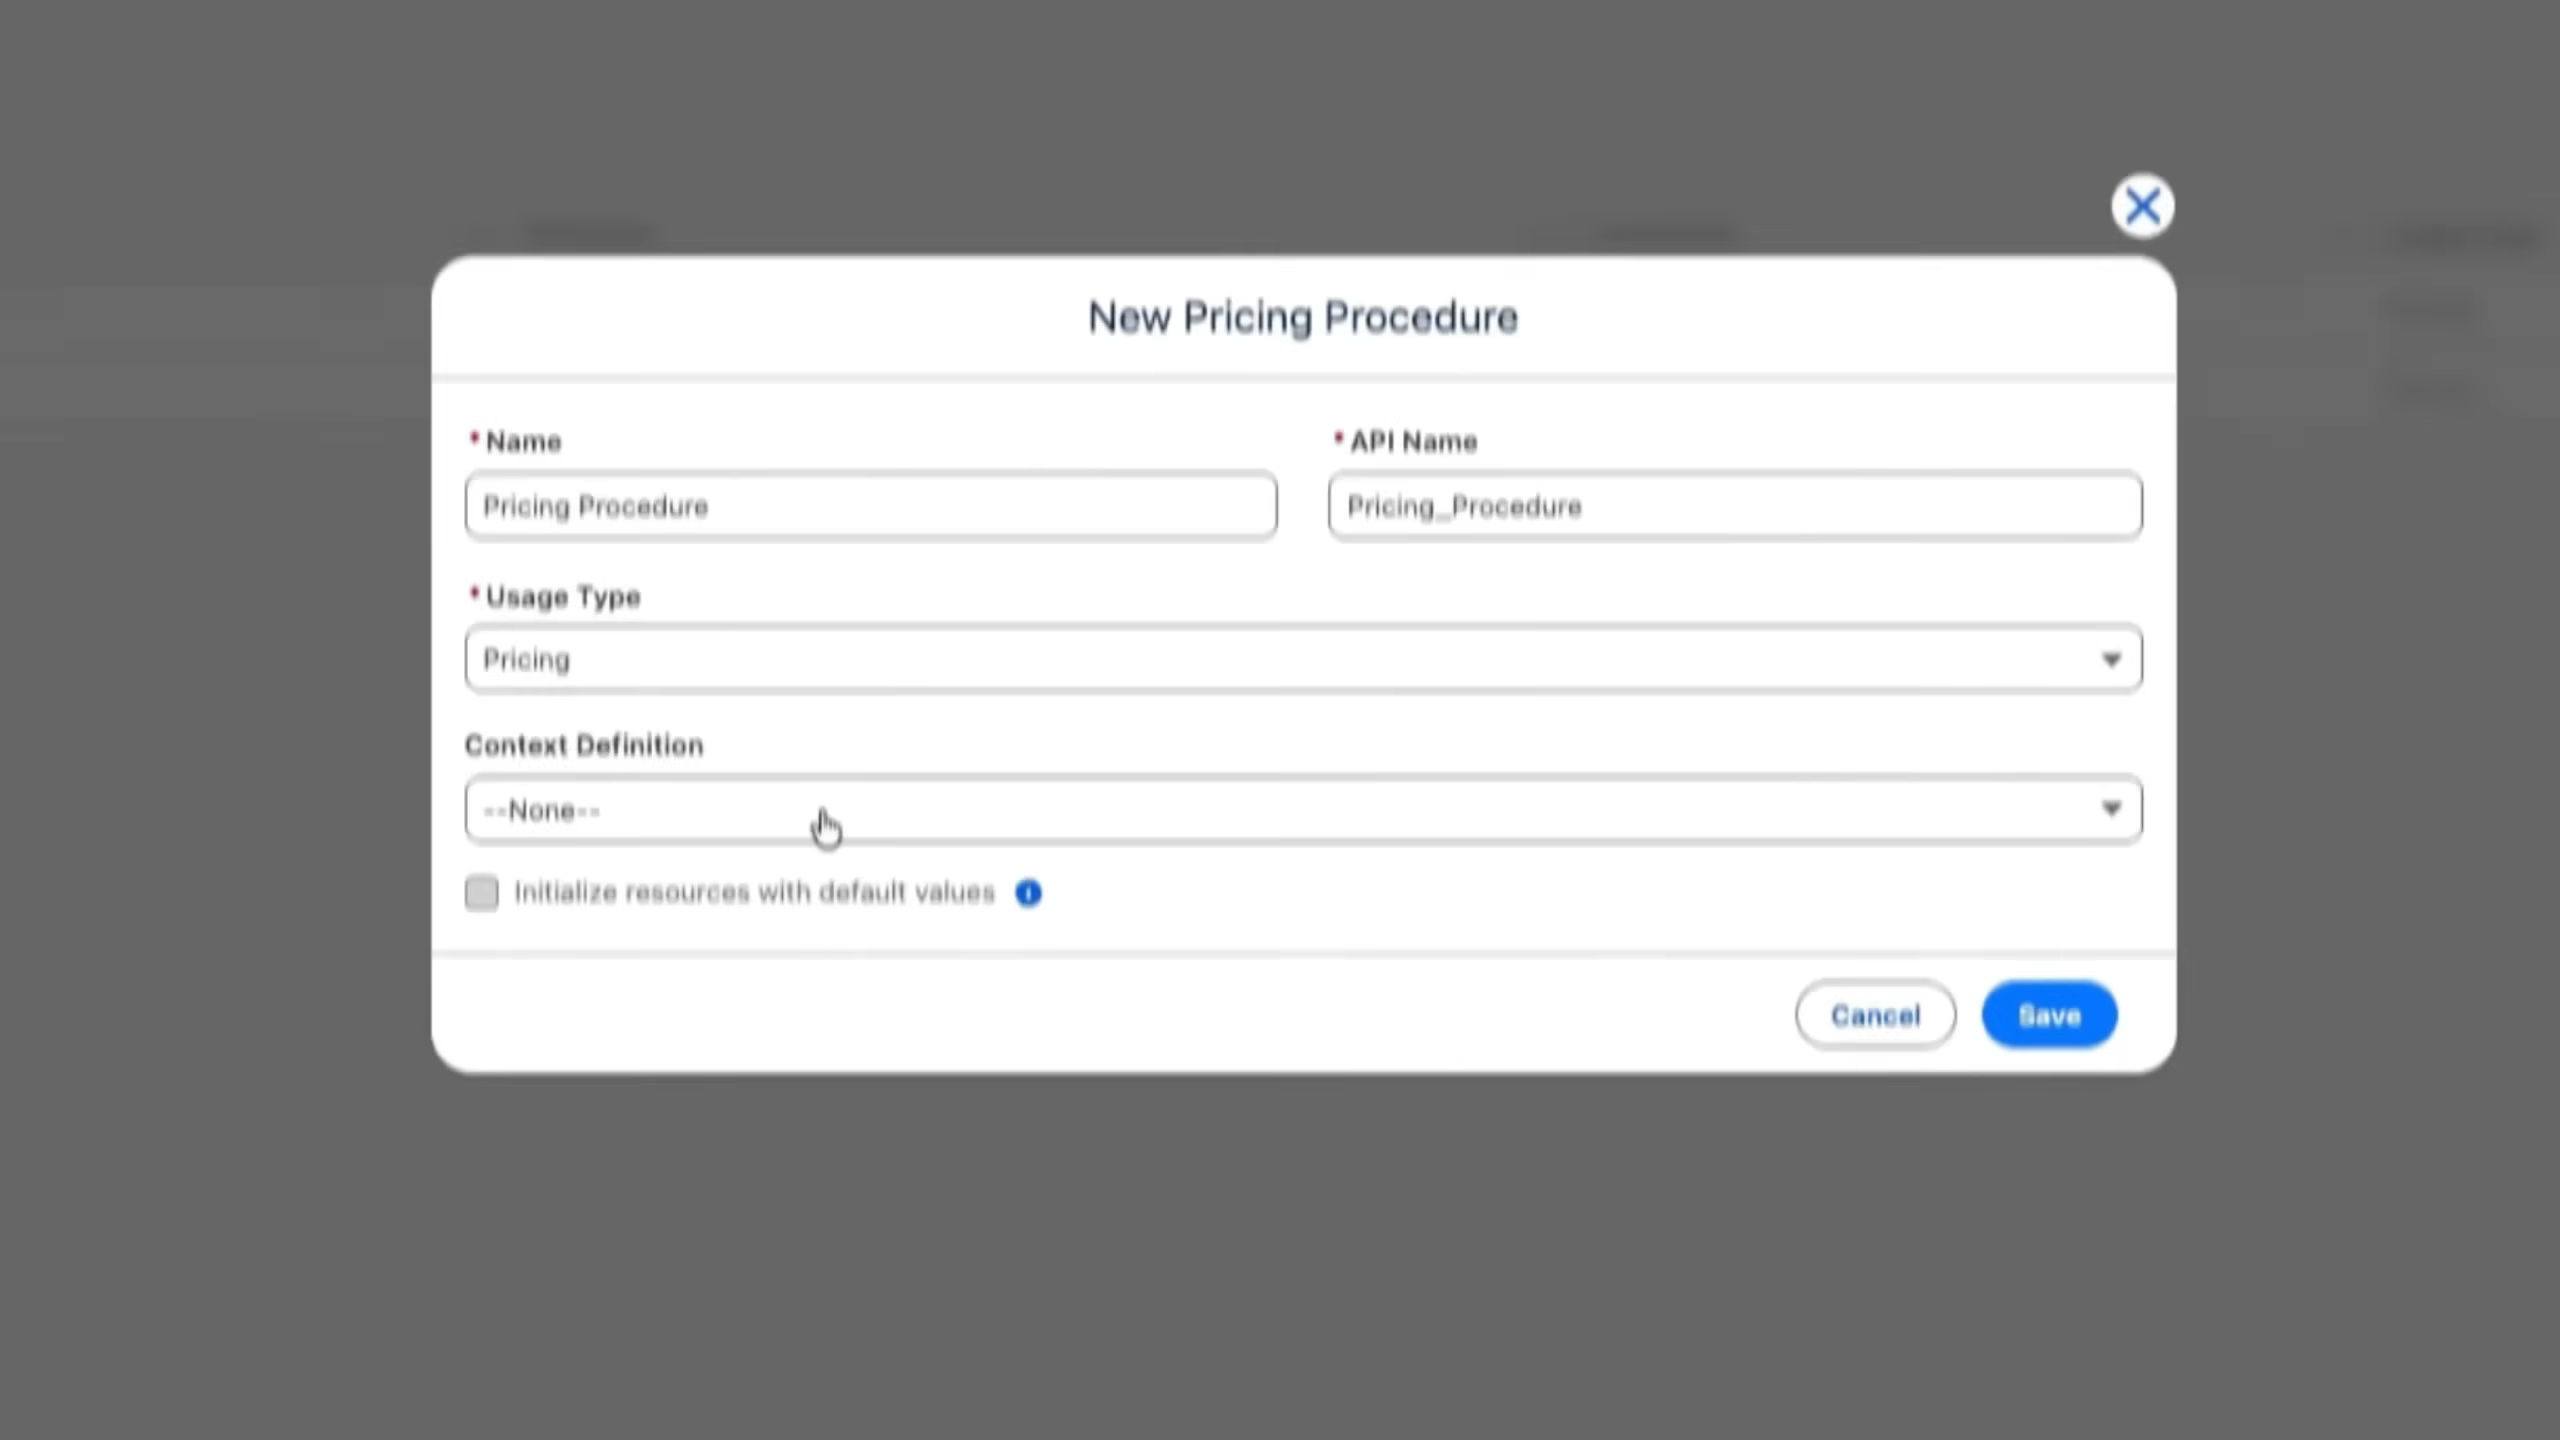 New Pricing Procedure
* Name
* API Name
Pricing Procedure
Pricing_Procedure
* Usage Type
Pricing
Context Definition
--None--
Initialize resources with default values
Cancel
Save